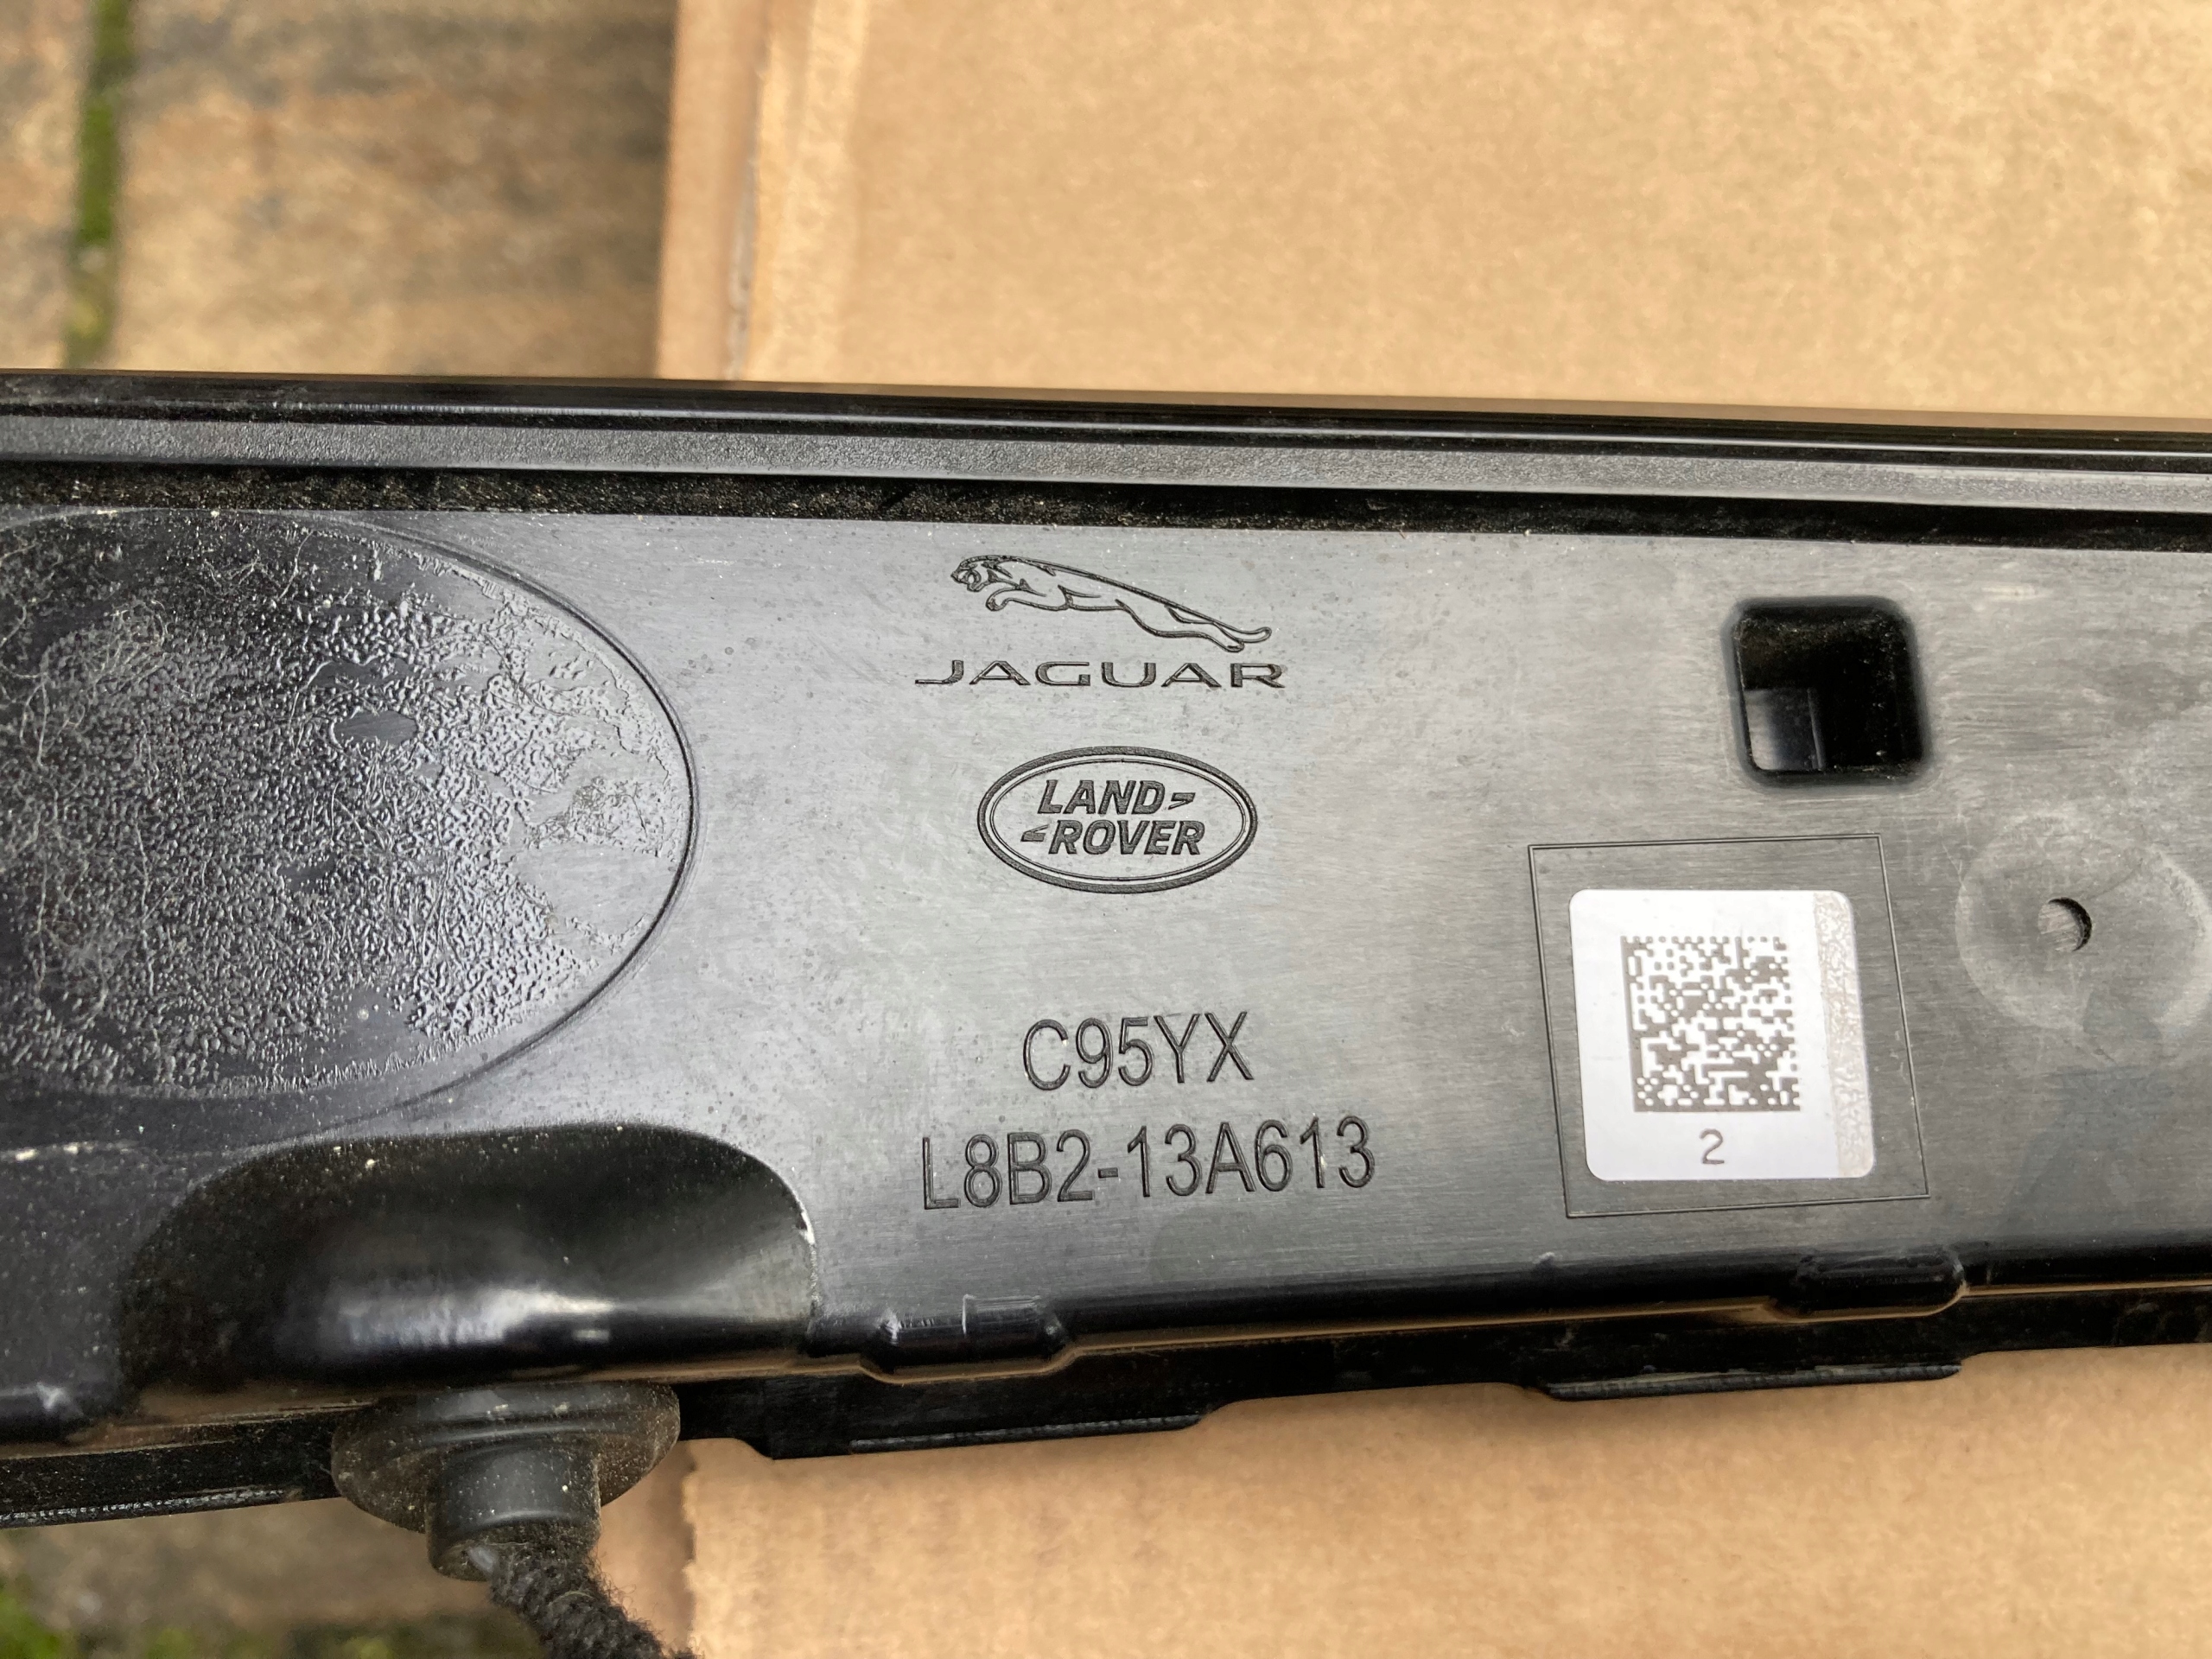 JAGUAR
LAND-
-ROVER
C95YX
L8B2-13A613
2